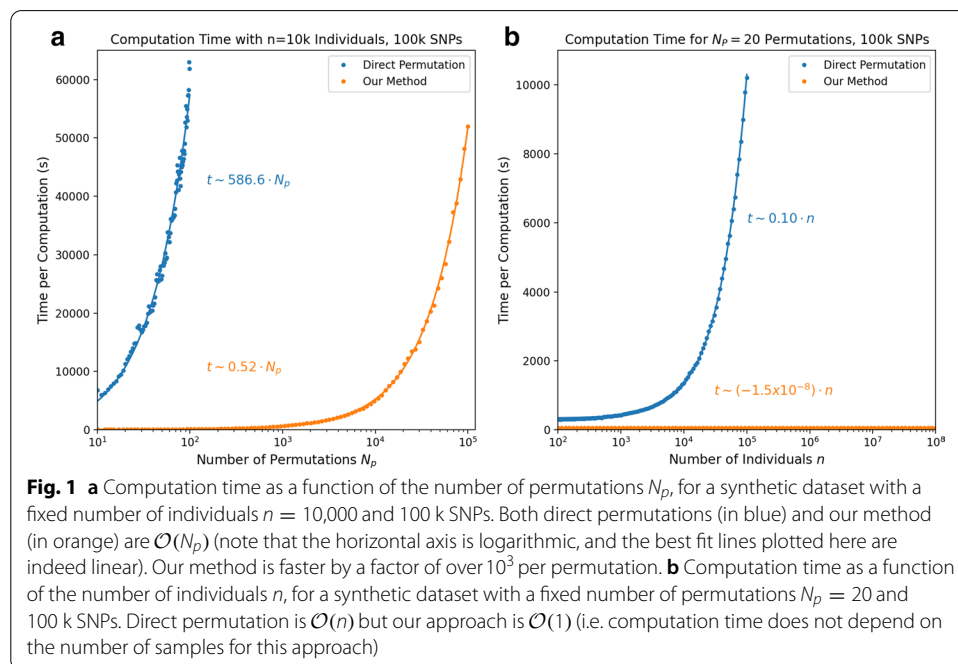 a
Computation Time with n=10k Individuals, 100k SNPs
Direct Permutation
Our Method
60000
50000
40000
30000
20000
10000
0
Time per Computation (s)
t ~ 586.6 · Np
t ~ 0.52 · Np
10^1
10^2
10^3
10^4
10^5
Number of Permutations Np
b
Computation Time for NP = 20 Permutations, 100k SNPs
Direct Permutation
Our Method
10000
8000
6000
4000
2000
0
Time per Computation (s)
t ~ 0.10 · n
t ~ (−1.5x10^−8) · n
10^2
10^3
10^4
10^5
10^6
10^7
10^8
Number of Individuals n
Fig. 1 a Computation time as a function of the number of permutations Np, for a synthetic dataset with a
fixed number of individuals n = 10,000 and 100 k SNPs. Both direct permutations (in blue) and our method
(in orange) are O(Np) (note that the horizontal axis is logarithmic, and the best fit lines plotted here are
indeed linear). Our method is faster by a factor of over 10^3 per permutation. b Computation time as a function
of the number of individuals n, for a synthetic dataset with a fixed number of permutations Np = 20 and
100 k SNPs. Direct permutation is O(n) but our approach is O(1) (i.e. computation time does not depend on
the number of samples for this approach)